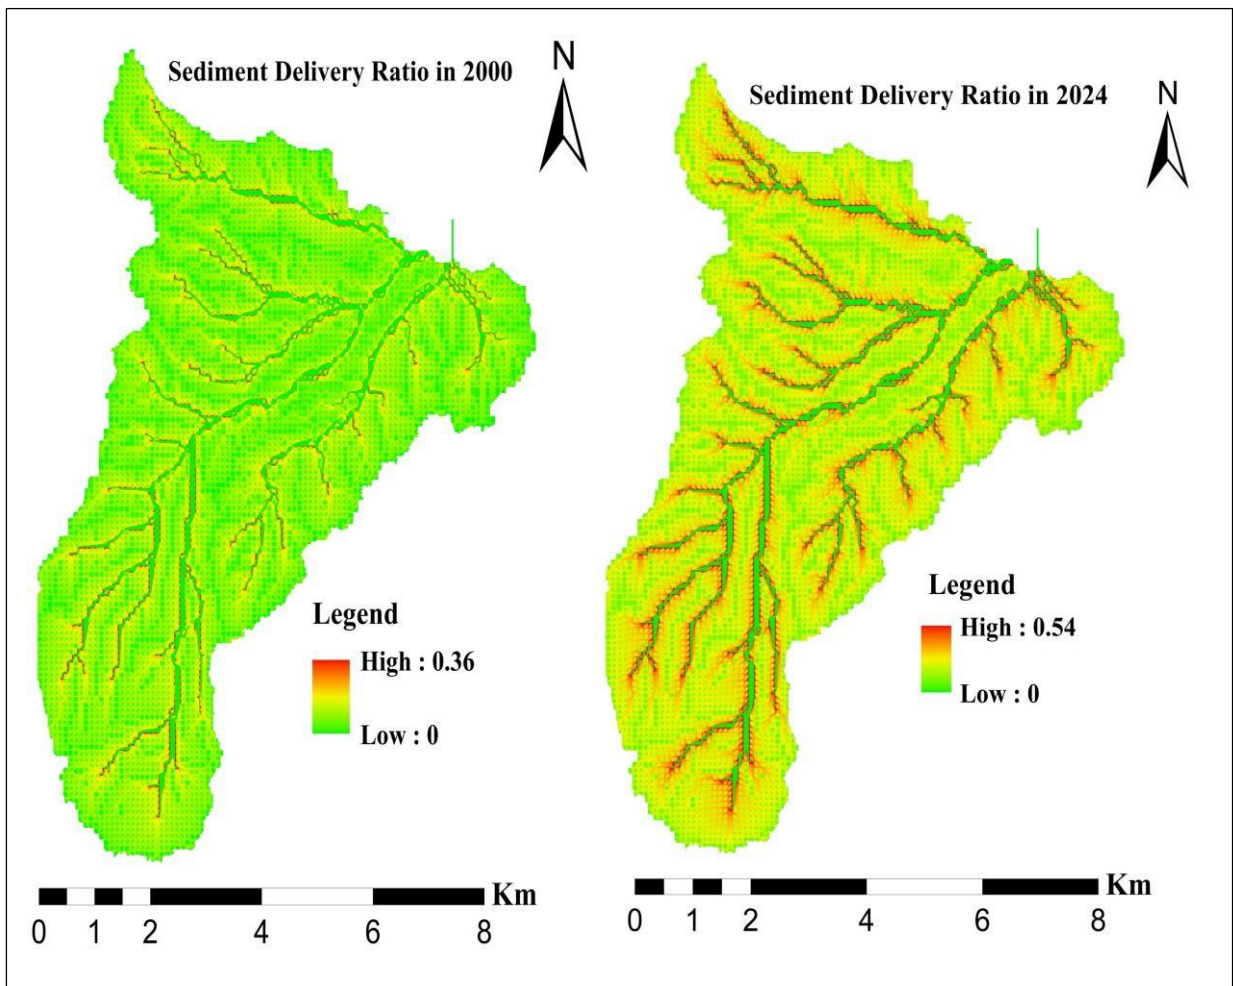 Sediment Delivery Ratio in 2000
N
Legend
High : 0.36
Low : 0
Km
0 1 2 4 6 8
Sediment Delivery Ratio in 2024
N
Legend
High : 0.54
Low : 0
Km
0 1 2 4 6 8